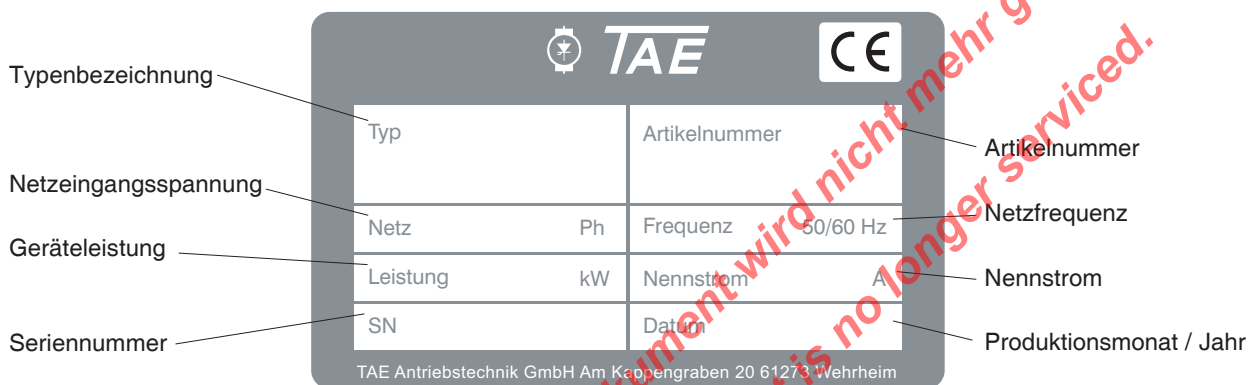 TAE CE
Typenbezeichnung
Typ Artikelnummer
Artikelnummer
Netzeingangsspannung
Netz Ph Frequenz 50/60 Hz
Netzfrequenz
Geräteleistung
Leistung kW Nennstrom A
Nennstrom
Seriennummer
SN Datum
Produktionsmonat / Jahr
TAE Antriebstechnik GmbH Am Kappengraben 20 61273 Wehrheim
wird nicht mehr
is no longer serviced.